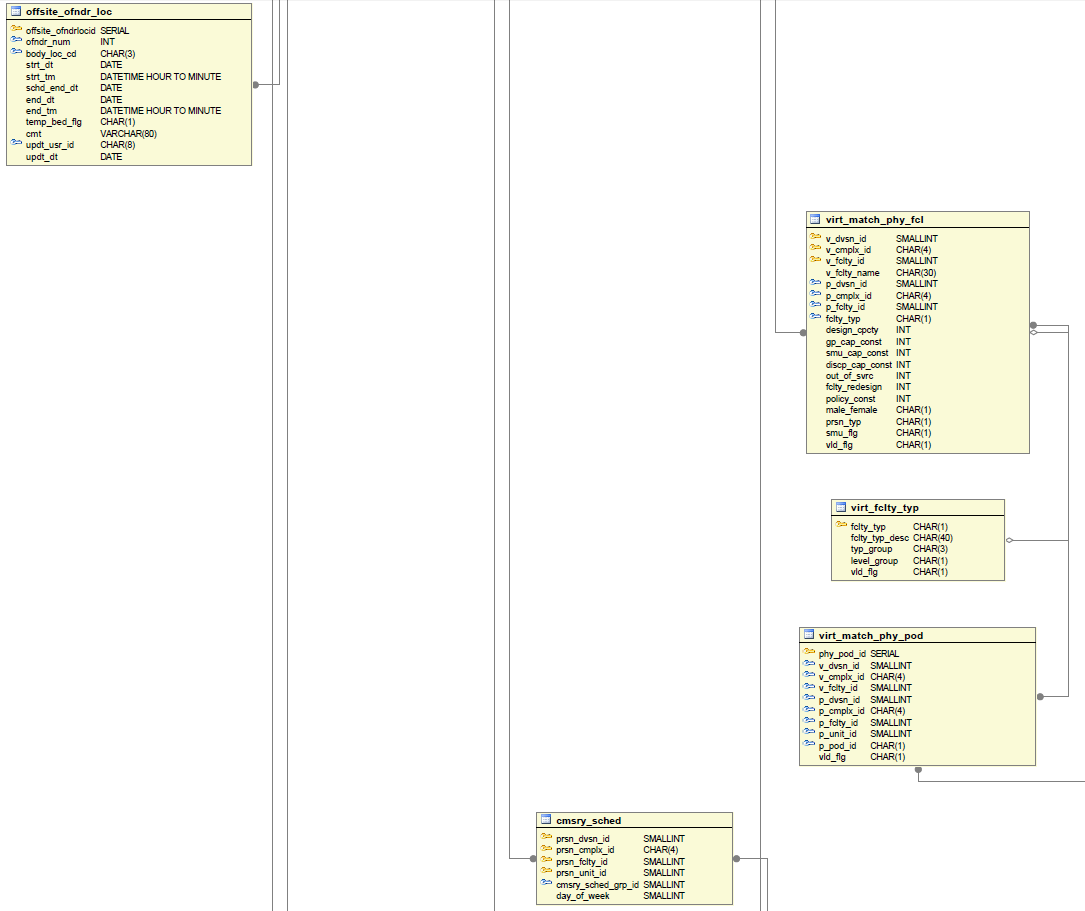 offsite_ofndr_loc
offsite_ofndrlocid SERIAL
ofndr_num INT
body_loc_cd CHAR(3)
strt_dt DATE
strt_tm DATETIME HOUR TO MINUTE
schd_end_dt DATE
end_dt DATE
end_tm DATETIME HOUR TO MINUTE
temp_bed_flg CHAR(1)
cmt VARCHAR(80)
updt_usr_id CHAR(8)
updt_dt DATE
virt_match_phy_fcl
v_dvsn_id SMALLINT
v_cmplx_id CHAR(4)
v_fclty_id SMALLINT
v_fclty_name CHAR(30)
p_dvsn_id SMALLINT
p_cmplx_id CHAR(4)
p_fclty_id SMALLINT
fclty_typ CHAR(1)
design_cpcty INT
gp_cap_const INT
smu_cap_const INT
discp_cap_const INT
out_of_svrc INT
fclty_redesign INT
policy_const INT
male_female CHAR(1)
prsn_typ CHAR(1)
smu_flg CHAR(1)
vld_flg CHAR(1)
virt_fclty_typ
fclty_typ CHAR(1)
fclty_typ_desc CHAR(40)
typ_group CHAR(3)
level_group CHAR(1)
vld_flg CHAR(1)
virt_match_phy_pod
phy_pod_id SERIAL
v_dvsn_id SMALLINT
v_cmplx_id CHAR(4)
v_fclty_id SMALLINT
p_dvsn_id SMALLINT
p_cmplx_id CHAR(4)
p_fclty_id SMALLINT
p_unit_id SMALLINT
p_pod_id CHAR(1)
vld_flg CHAR(1)
cmsry_sched
prsn_dvsn_id SMALLINT
prsn_cmplx_id CHAR(4)
prsn_fclty_id SMALLINT
prsn_unit_id SMALLINT
cmsry_sched_grp_id SMALLINT
day_of_week SMALLINT